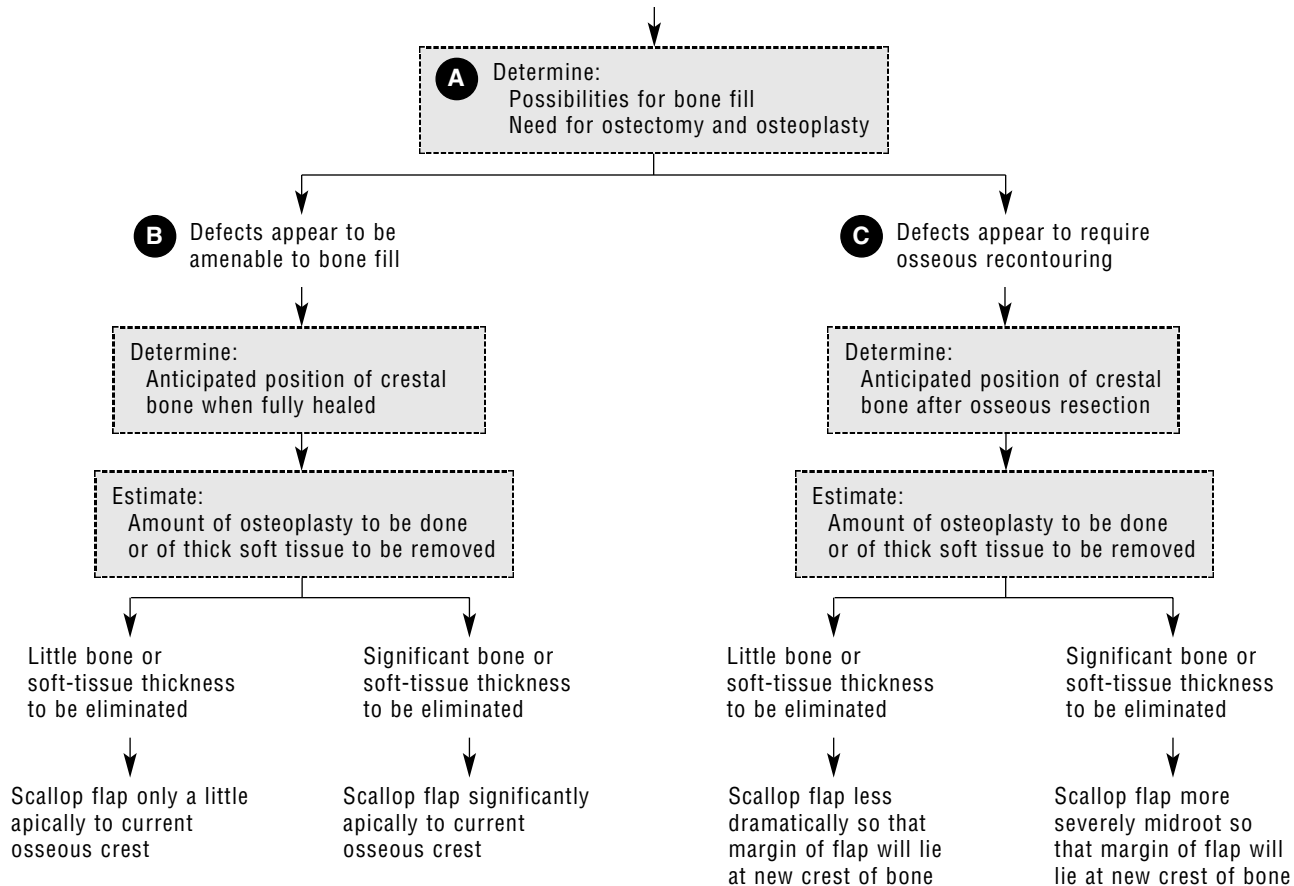 A
Determine:
Possibilities for bone fill
Need for ostectomy and osteoplasty
B
Defects appear to be
amenable to bone fill
C
Defects appear to require
osseous recontouring
Determine:
Anticipated position of crestal
bone when fully healed
Determine:
Anticipated position of crestal
bone after osseous resection
Estimate:
Amount of osteoplasty to be done
or of thick soft tissue to be removed
Estimate:
Amount of osteoplasty to be done
or of thick soft tissue to be removed
Little bone or
soft-tissue thickness
to be eliminated
Significant bone or
soft-tissue thickness
to be eliminated
Little bone or
soft-tissue thickness
to be eliminated
Significant bone or
soft-tissue thickness
to be eliminated
Scallop flap only a little
apically to current
osseous crest
Scallop flap significantly
apically to current
osseous crest
Scallop flap less
dramatically so that
margin of flap will lie
at new crest of bone
Scallop flap more
severely midroot so
that margin of flap will
lie at new crest of bone